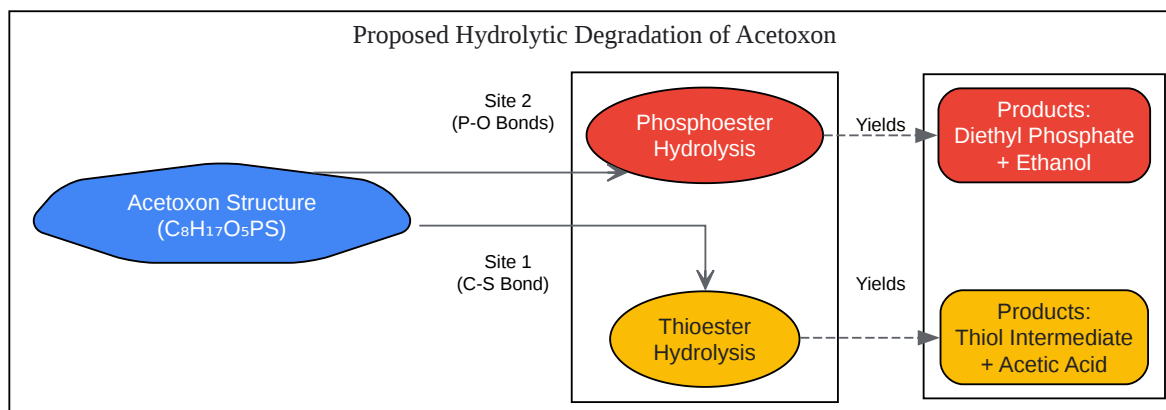 Proposed Hydrolytic Degradation of Acetoxon
Site 2
(P-O Bonds)
Phosphoester
Hydrolysis
Yields
Products:
Diethyl Phosphate
+ Ethanol
Acetoxon Structure
(C₈H₁₇O₅PS)
Site 1
(C-S Bond)
Thioester
Hydrolysis
Yields
Products:
Thiol Intermediate
+ Acetic Acid